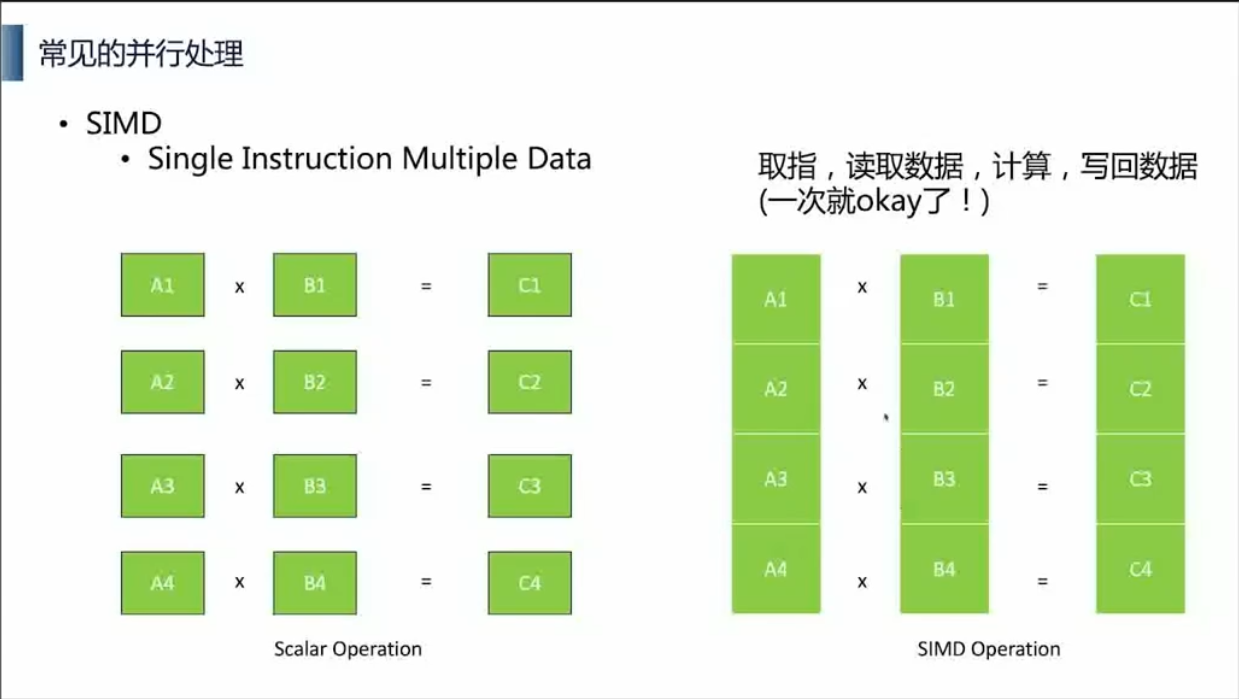 常见的并行处理
• SIMD
• Single Instruction Multiple Data
取指，读取数据，计算，写回数据
(一次就okay了！)
A1 x B1 = C1
A2 x B2 = C2
A3 x B3 = C3
A4 x B4 = C4
Scalar Operation
A1 x B1 = C1
A2 x B2 = C2
A3 x B3 = C3
A4 x B4 = C4
SIMD Operation